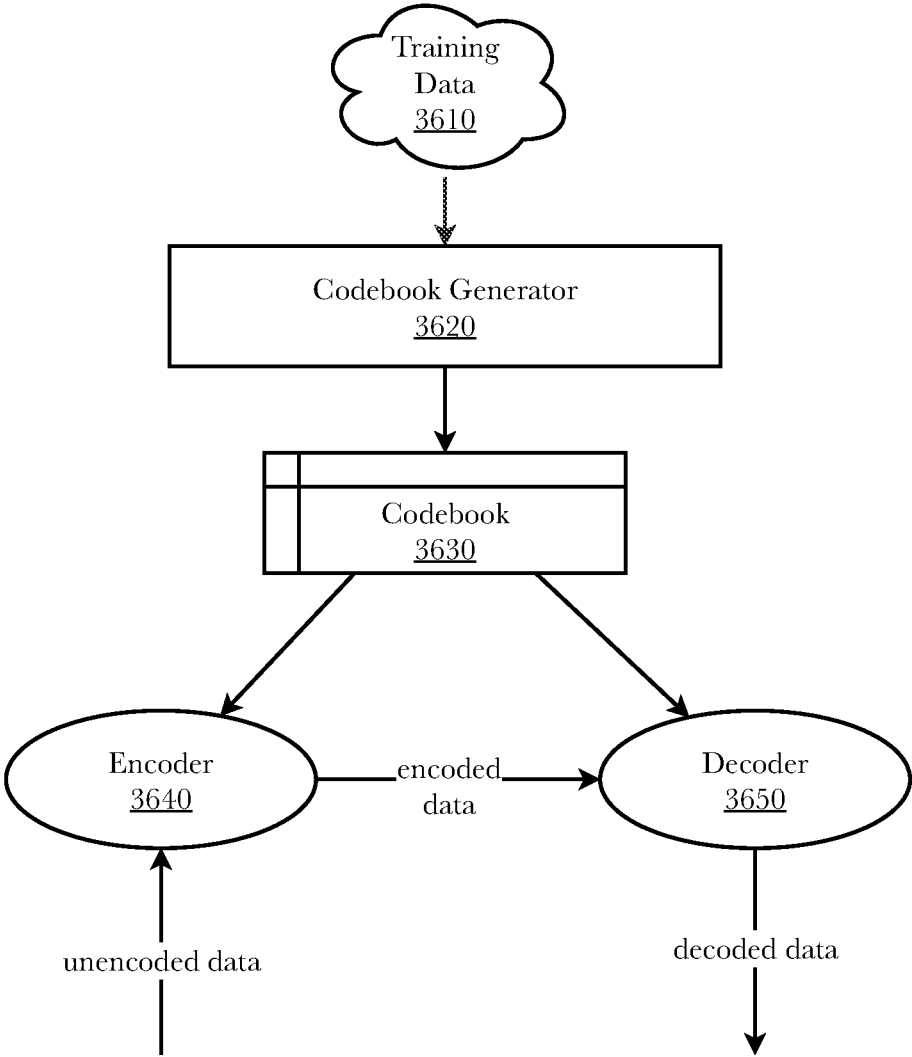 Training
Data
3610
Codebook Generator
3620
Codebook
3630
Encoder
3640
encoded
data
Decoder
3650
unencoded data
decoded data